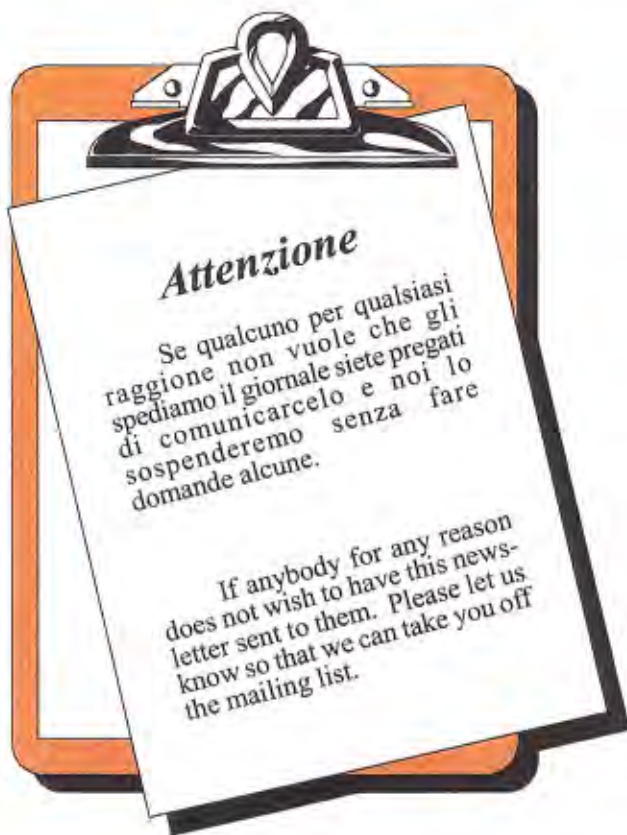 Attenzione
Se qualcuno per qualsiasi
raggione non vuole che gli
spediamo il giornale siete pregati
di comunicarcelo e noi lo
sospenderemo senza fare
domande alcune.
If anybody for any reason
does not wish to have this news-
letter sent to them. Please let us
know so that we can take you off
the mailing list.